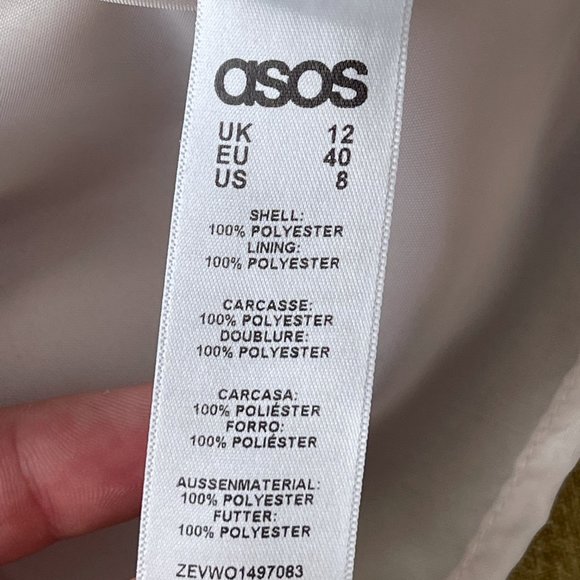 asos
UK 12
EU 40
US 8
SHELL:
100% POLYESTER
LINING:
100% POLYESTER
CARCASSE:
100% POLYESTER
DOUBLURE:
100% POLYESTER
CARCASA:
100% POLIÉSTER
FORRO:
100% POLIÉSTER
AUSSENMATERIAL:
100% POLYESTER
FUTTER:
100% POLYESTER
ZEVWO1497083